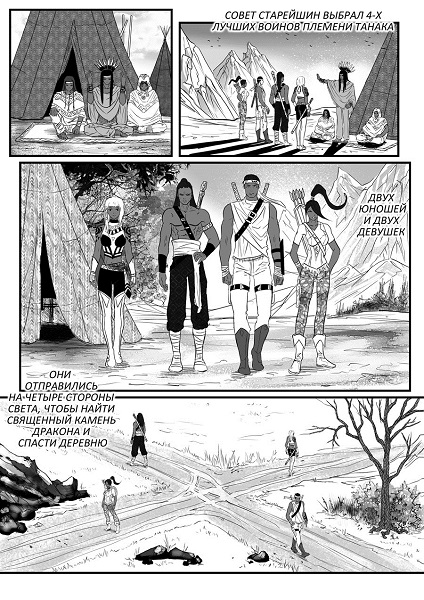 СОВЕТ СТАРЕЙШИН ВЫБРАЛ 4-Х
ЛУЧШИХ ВОИНОВ ПЛЕМЕНИ ТАНАКА
ДВУХ
ЮНОШЕЙ
И ДВУХ
ДЕВУШЕК
ОНИ
ОТПРАВИЛИСЬ
НА ЧЕТЫРЕ СТОРОНЫ
СВЕТА, ЧТОБЫ НАЙТИ
СВЯЩЕННЫЙ КАМЕНЬ
ДРАКОНА И
СПАСТИ ДЕРЕВНЮ